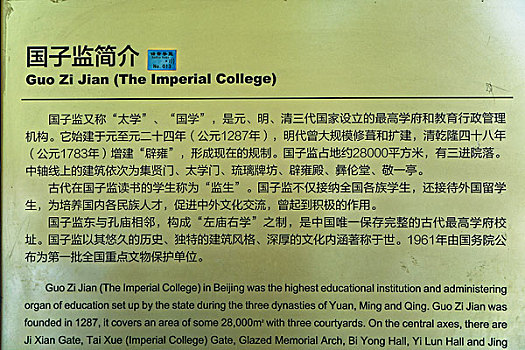 国子监简介
No. 013
Guo Zi Jian (The Imperial College)
国子监又称“太学”、“国学”，是元、明、清三代国家设立的最高学府和教育行政管理
机构。它始建于元至元二十四年（公元1287年），明代曾大规模修葺和扩建，清乾隆四十八年
（公元1783年）增建“辟雍”，形成现在的规制。国子监占地约28000平方米，有三进院落。
中轴线上的建筑依次为集贤门、太学门、琉璃牌坊、辟雍殿、彝伦堂、敬一亭。
古代在国子监读书的学生称为“监生”。国子监不仅接纳全国各族学生，还接待外国留学
生，为培养国内各民族人才，促进中外文化交流，曾起到积极的作用。
国子监东与孔庙相邻，构成“左庙右学”之制，是中国唯一保存完整的古代最高学府校
址。国子监以其悠久的历史、独特的建筑风格、深厚的文化内涵著称于世。1961年由国务院公
布为第一批全国重点文物保护单位。
Guo Zi Jian (The Imperial College) in Beijing was the highest educational institution and administering
organ of education set up by the state during the three dynasties of Yuan, Ming and Qing. Guo Zi Jian was
founded in 1287, it covers an area of some 28,000m² with three courtyards. On the central axes, there are
Ji Xian Gate, Tai Xue (Imperial College) Gate, Glazed Memorial Arch, Bi Yong Hall, Yi Lun Hall and Jing